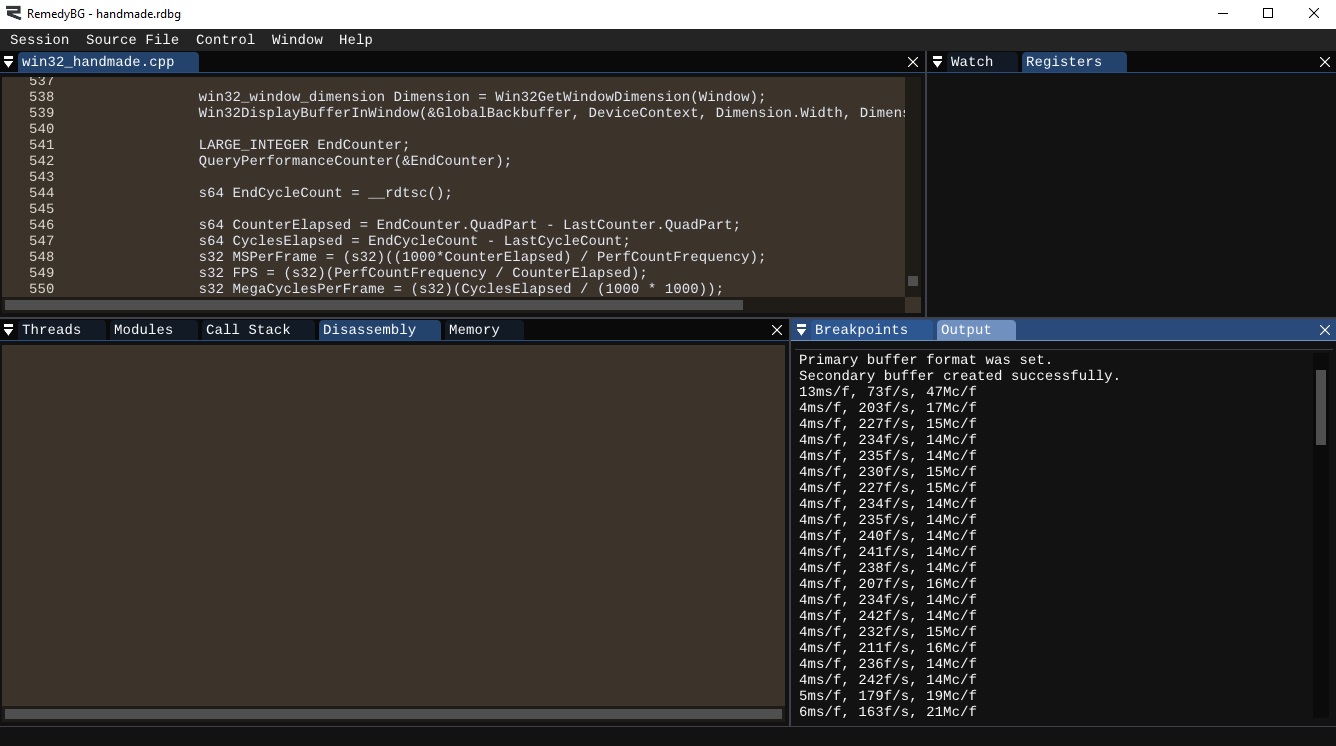 RemedyBG - handmade.rdbg
Session Source File Control Window Help
win32_handmade.cpp
Watch Registers
537
538 win32_window_dimension Dimension = Win32GetWindowDimension(Window);
539 Win32DisplayBufferInWindow(&GlobalBackbuffer, DeviceContext, Dimension.Width, Dimens
540
541 LARGE_INTEGER EndCounter;
542 QueryPerformanceCounter(&EndCounter);
543
544 s64 EndCycleCount = __rdtsc();
545
546 s64 CounterElapsed = EndCounter.QuadPart - LastCounter.QuadPart;
547 s64 CyclesElapsed = EndCycleCount - LastCycleCount;
548 s32 MSPerFrame = (s32)((1000*CounterElapsed) / PerfCountFrequency);
549 s32 FPS = (s32)(PerfCountFrequency / CounterElapsed);
550 s32 MegaCyclesPerFrame = (s32)(CyclesElapsed / (1000 * 1000));
Threads Modules Call Stack Disassembly Memory
Breakpoints Output
Primary buffer format was set.
Secondary buffer created successfully.
13ms/f, 73f/s, 47Mc/f
4ms/f, 203f/s, 17Mc/f
4ms/f, 227f/s, 15Mc/f
4ms/f, 234f/s, 14Mc/f
4ms/f, 235f/s, 14Mc/f
4ms/f, 230f/s, 15Mc/f
4ms/f, 227f/s, 15Mc/f
4ms/f, 234f/s, 14Mc/f
4ms/f, 235f/s, 14Mc/f
4ms/f, 240f/s, 14Mc/f
4ms/f, 241f/s, 14Mc/f
4ms/f, 238f/s, 14Mc/f
4ms/f, 207f/s, 16Mc/f
4ms/f, 234f/s, 14Mc/f
4ms/f, 242f/s, 14Mc/f
4ms/f, 232f/s, 15Mc/f
4ms/f, 211f/s, 16Mc/f
4ms/f, 236f/s, 14Mc/f
4ms/f, 242f/s, 14Mc/f
5ms/f, 179f/s, 19Mc/f
6ms/f, 163f/s, 21Mc/f